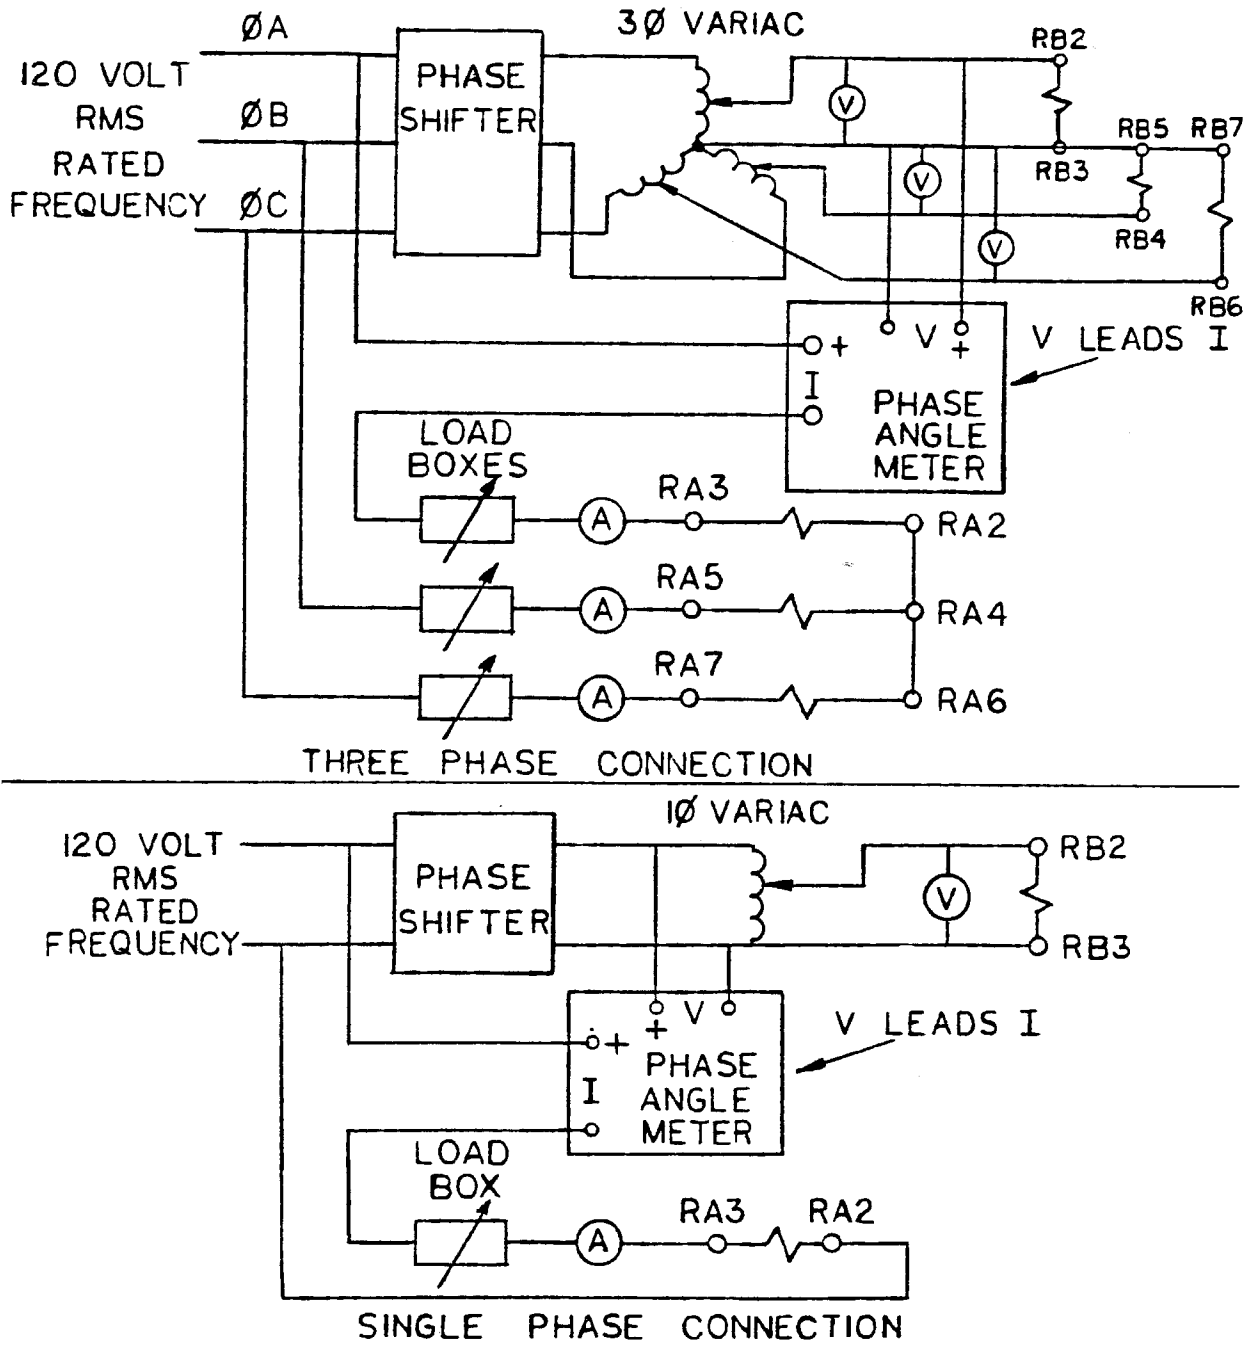 3Ø VARIAC
ØA
120 VOLT
RMS
RATED
FREQUENCY
ØB
ØC
PHASE
SHIFTER
V
V
V
RB2
RB3
RB5
RB7
RB4
RB6
+
V
+
I
PHASE
ANGLE
METER
V LEADS I
LOAD
BOXES
A
RA3
RA2
A
RA5
RA4
A
RA7
RA6
THREE PHASE CONNECTION
1Ø VARIAC
120 VOLT
RMS
RATED
FREQUENCY
PHASE
SHIFTER
V
RB2
RB3
V
+
+
I
PHASE
ANGLE
METER
V LEADS I
LOAD
BOX
A
RA3
RA2
SINGLE PHASE CONNECTION